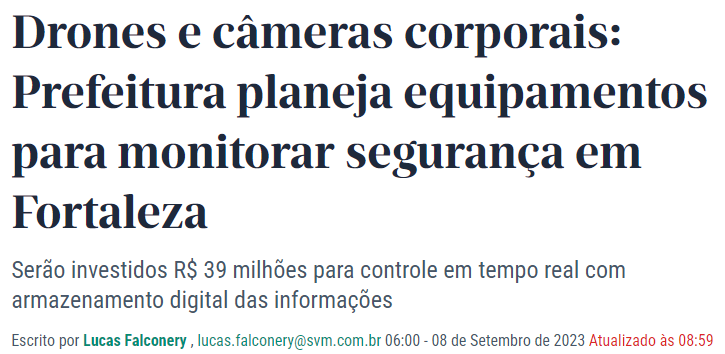 Drones e câmeras corporais:
Prefeitura planeja equipamentos
para monitorar segurança em
Fortaleza
Serão investidos R$ 39 milhões para controle em tempo real com
armazenamento digital das informações
Escrito por Lucas Falconery , lucas.falconery@svm.com.br 06:00 - 08 de Setembro de 2023 Atualizado às 08:59